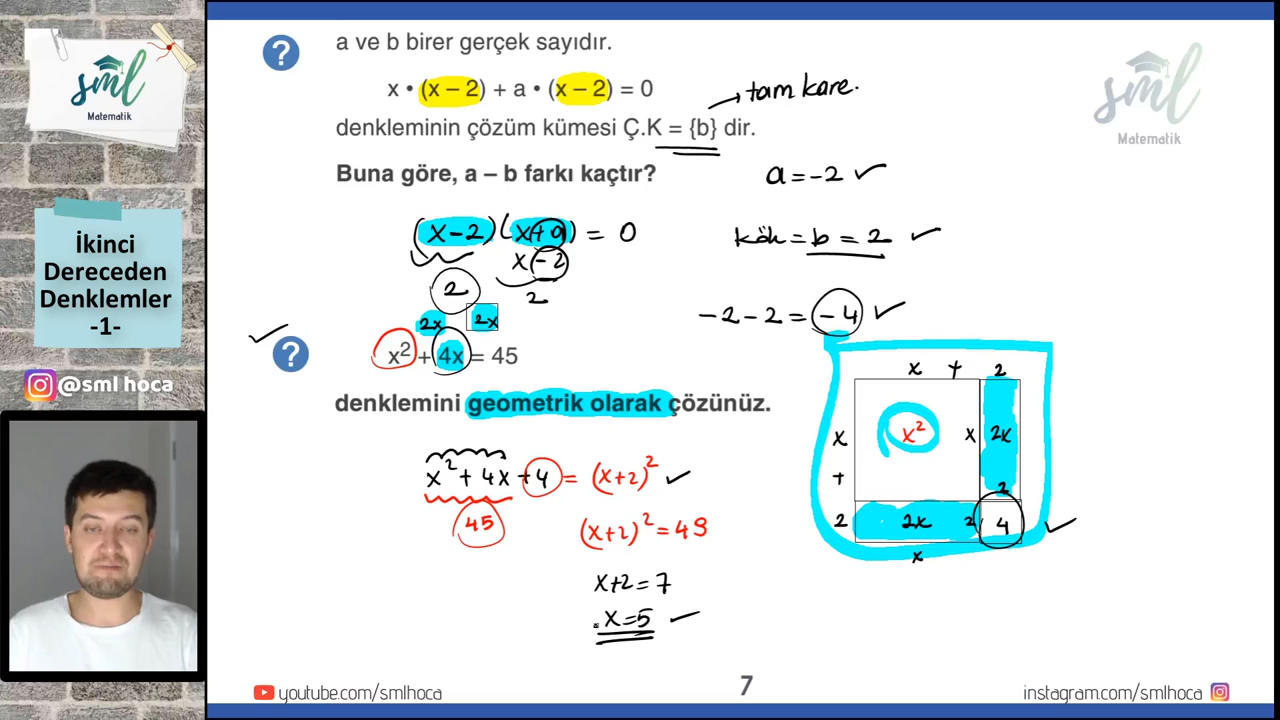 sml
Matematik
İkinci
Dereceden
Denklemler
-1-
@sml hoca
?
a ve b birer gerçek sayıdır.
x • (x – 2) + a • (x – 2) = 0
tam kare.
denkleminin çözüm kümesi Ç.K = {b} dir.
Buna göre, a – b farkı kaçtır?
a = -2 ✓
(x-2)(x+a) = 0
x-2
2
2
kök = b = 2 ✓
-2-2 = -4 ✓
sml
Matematik
2x 2x
?
x² + 4x = 45
denklemini geometrik olarak çözünüz.
x² + 4x + 4 = (x+2)² ✓
45
(x+2)² = 49
x+2 = 7
x = 5 ✓
x + 2
x x² x 2x
+
2
2 2x 2 4 ✓
x
youtube.com/smlhoca
7
instagram.com/smlhoca